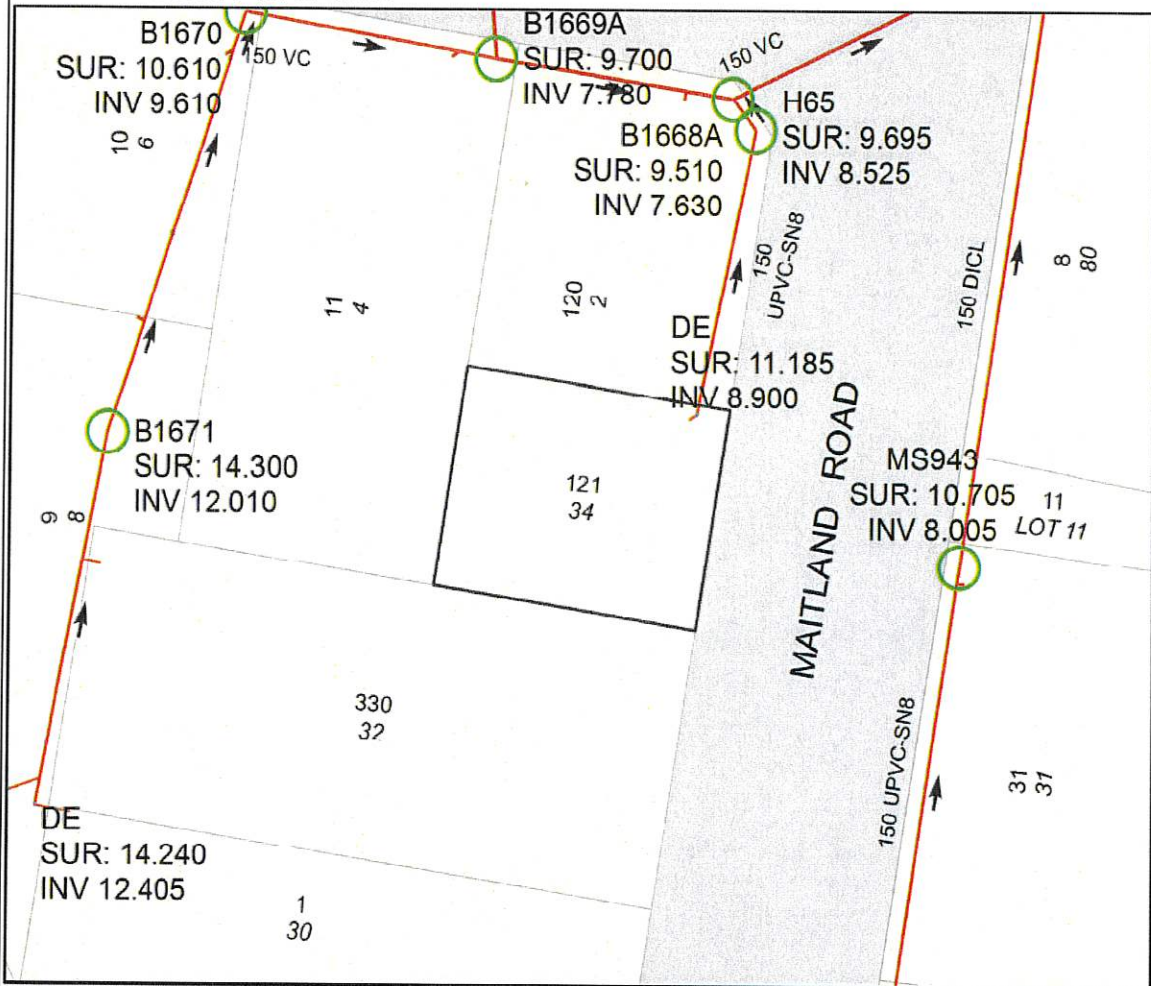 B1670
SUR: 10.610
INV 9.610
150 VC
B1669A
SUR: 9.700
INV 7.780
150 VC
H65
SUR: 9.695
INV 8.525
B1668A
SUR: 9.510
INV 7.630
10
6
11
4
120
2
150
UPVC-SN8
150 DICL
8
80
DE
SUR: 11.185
INV 8.900
B1671
SUR: 14.300
INV 12.010
121
34
MAITLAND ROAD
MS943
SUR: 10.705
INV 8.005
11
LOT 11
9
8
330
32
150 UPVC-SN8
31
31
DE
SUR: 14.240
INV 12.405
1
30